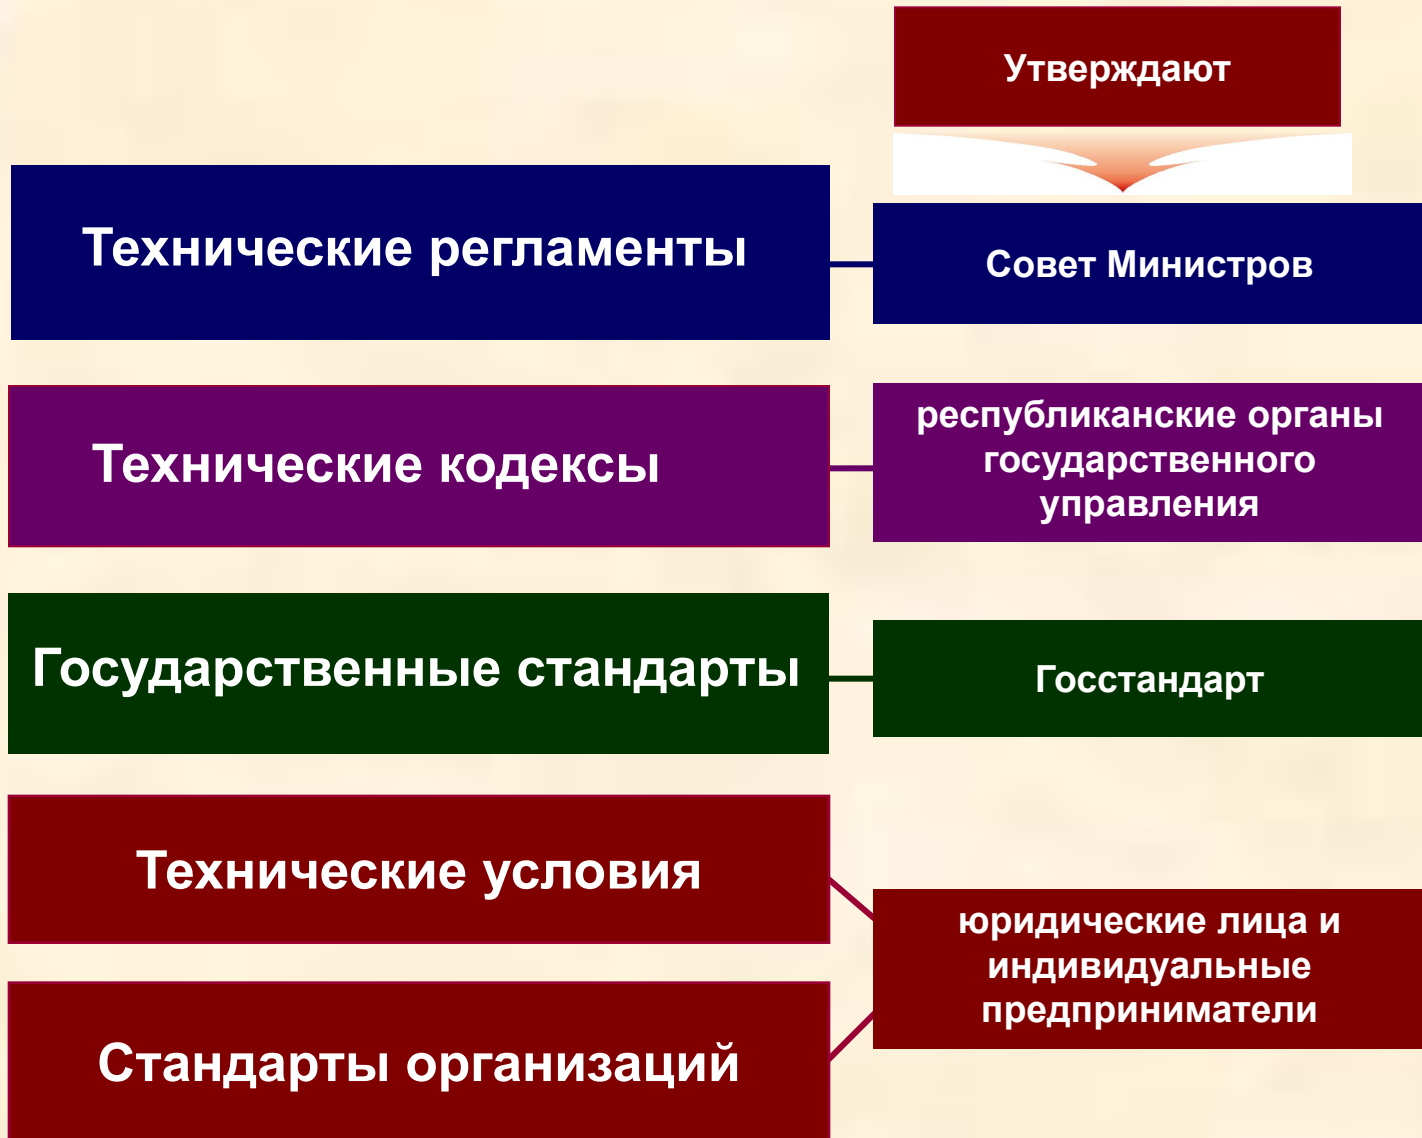 Утверждают
Технические регламенты
Совет Министров
Технические кодексы
республиканские органы
государственного
управления
Государственные стандарты
Госстандарт
Технические условия
Стандарты организаций
юридические лица и
индивидуальные
предприниматели